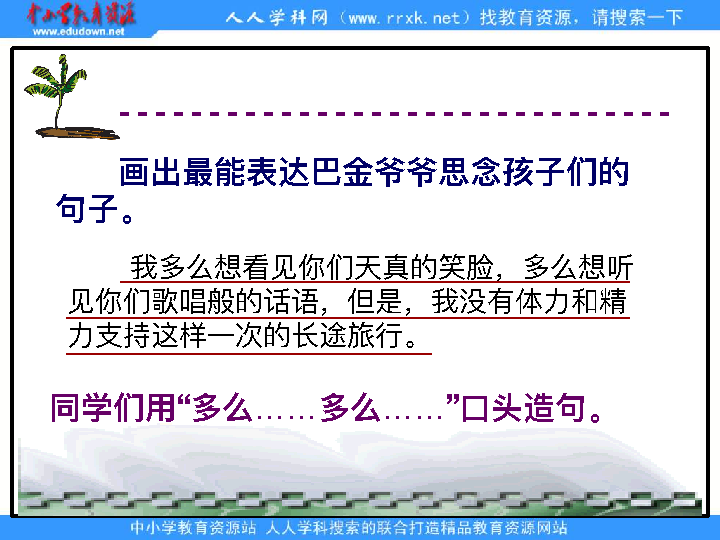 中小学教育资源
www.edudown.net
人人学科网（www.rrxk.net）找教育资源，请搜索一下
画出最能表达巴金爷爷思念孩子们的
句子。
我多么想看见你们天真的笑脸，多么想听
见你们歌唱般的话语，但是，我没有体力和精
力支持这样一次的长途旅行。
同学们用“多么……多么……”口头造句。
中小学教育资源站 人人学科搜索的联合打造精品教育资源网站